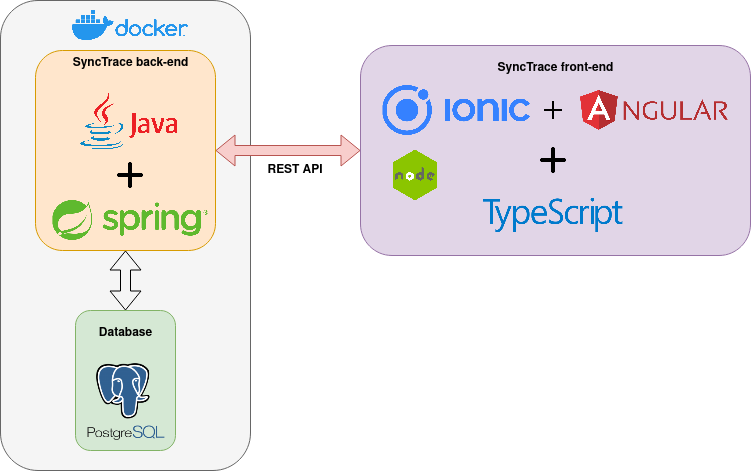 docker
SyncTrace back-end
Java
spring
REST API
Database
PostgreSQL
SyncTrace front-end
IONIC
ANGULAR
node
TypeScript